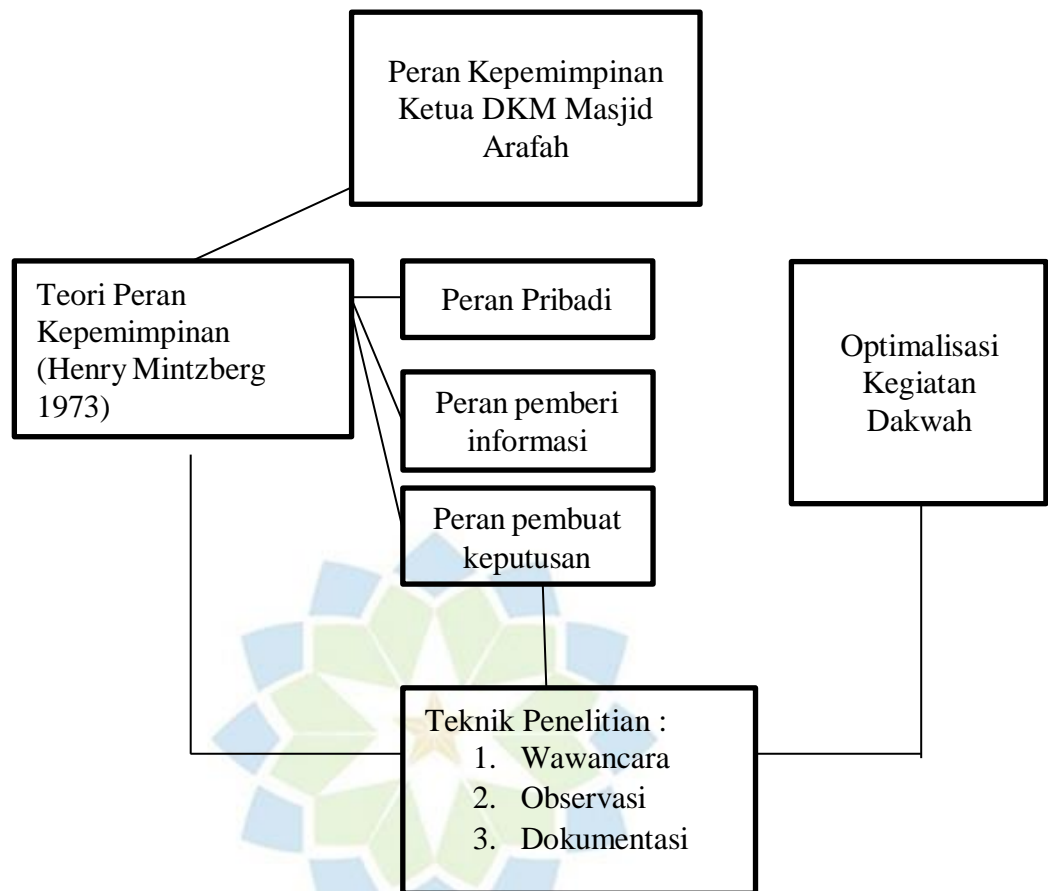 Peran Kepemimpinan
Ketua DKM Masjid
Arafah
Teori Peran
Kepemimpinan
(Henry Mintzberg
1973)
Peran Pribadi
Peran pemberi
informasi
Peran pembuat
keputusan
Optimalisasi
Kegiatan
Dakwah
Teknik Penelitian :
1. Wawancara
2. Observasi
3. Dokumentasi